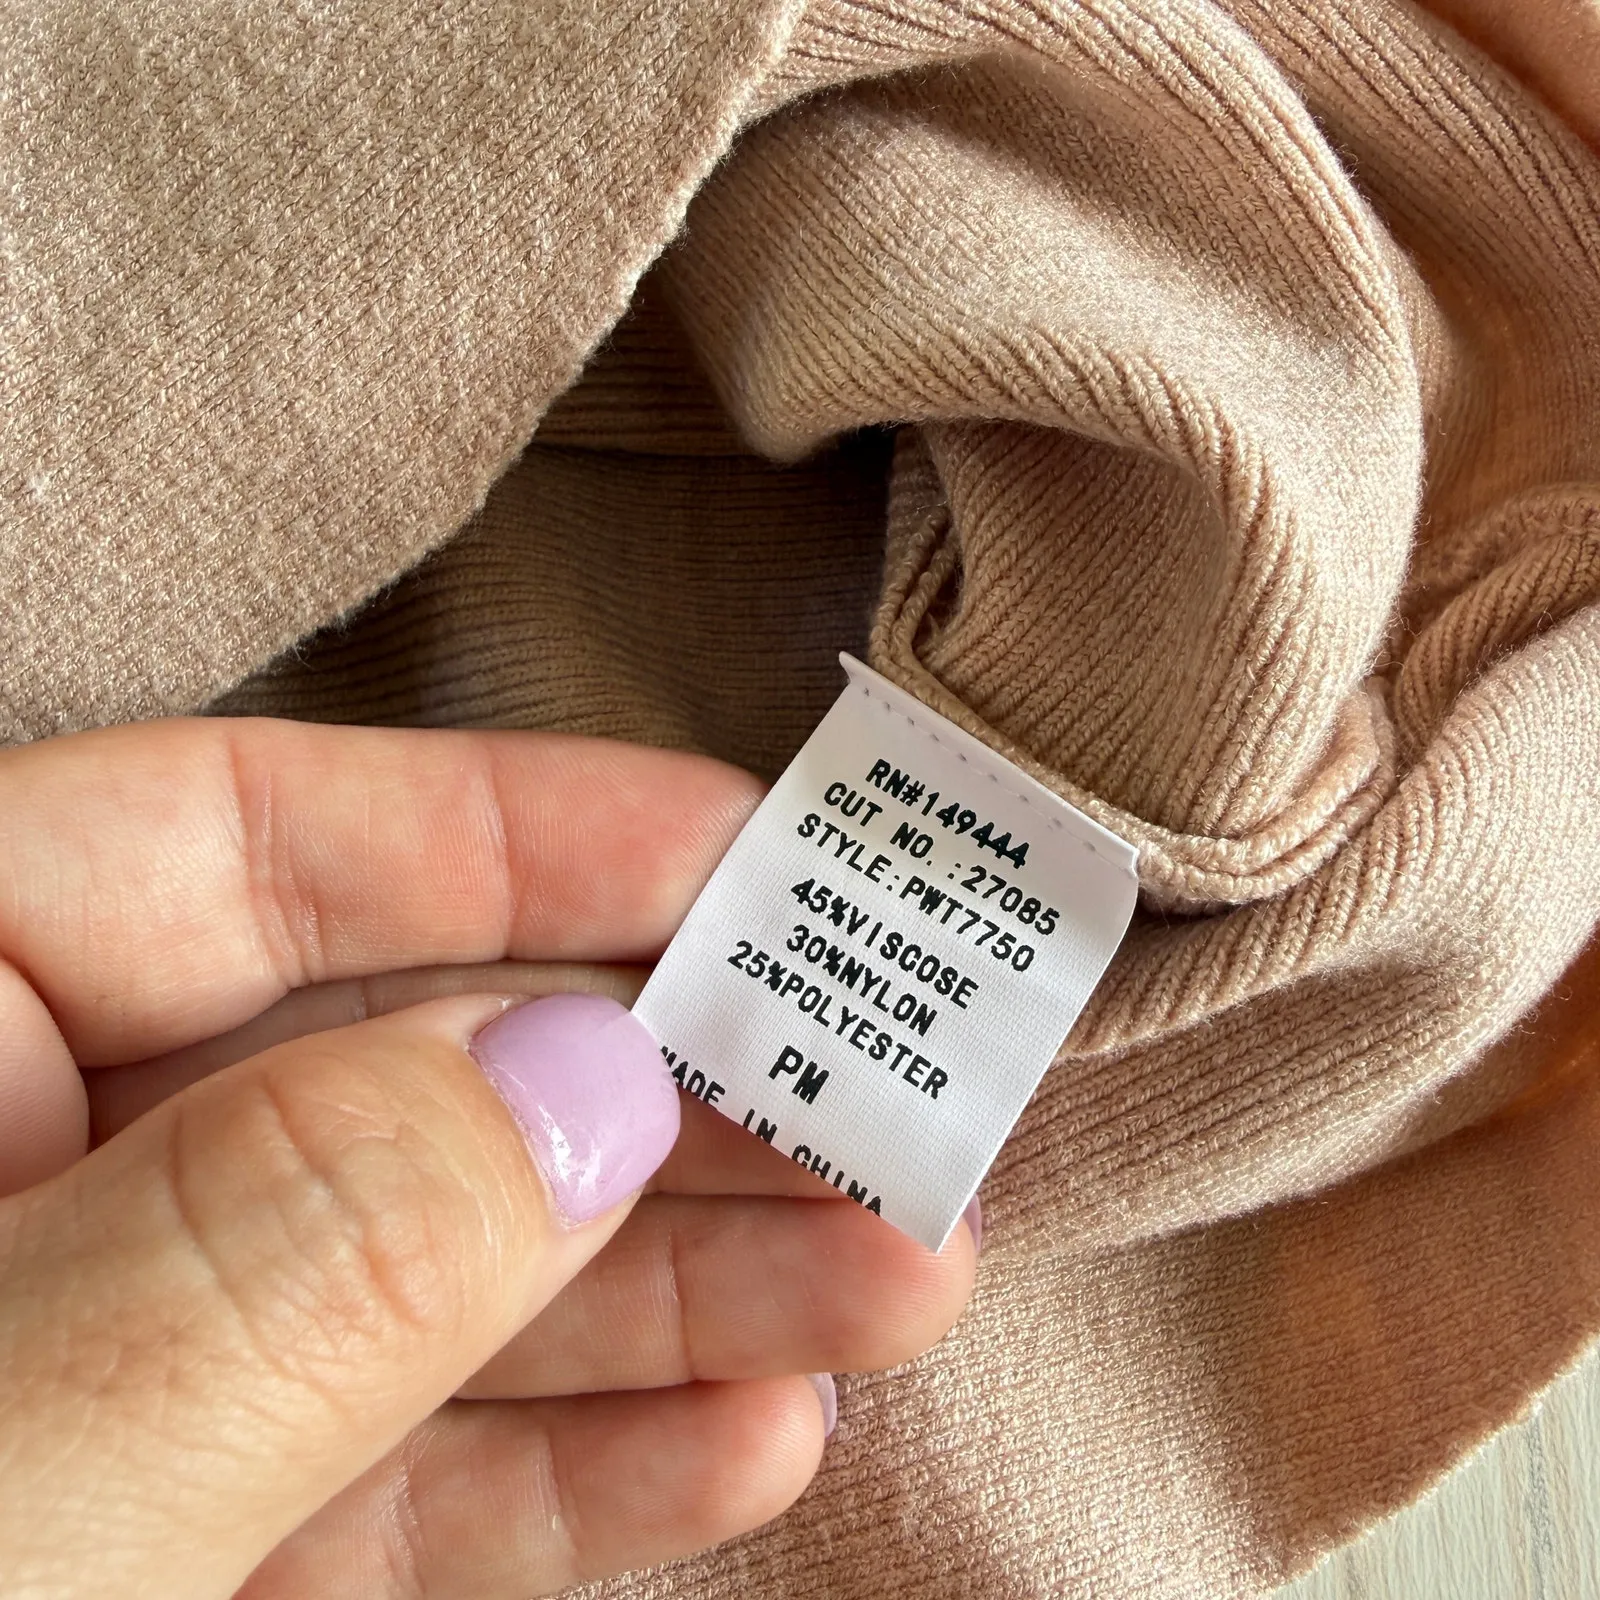 RN#149444
CUT NO.:27085
STYLE:PWT7750
45%VISCOSE
30%NYLON
25%POLYESTER
PM
MADE IN CHINA